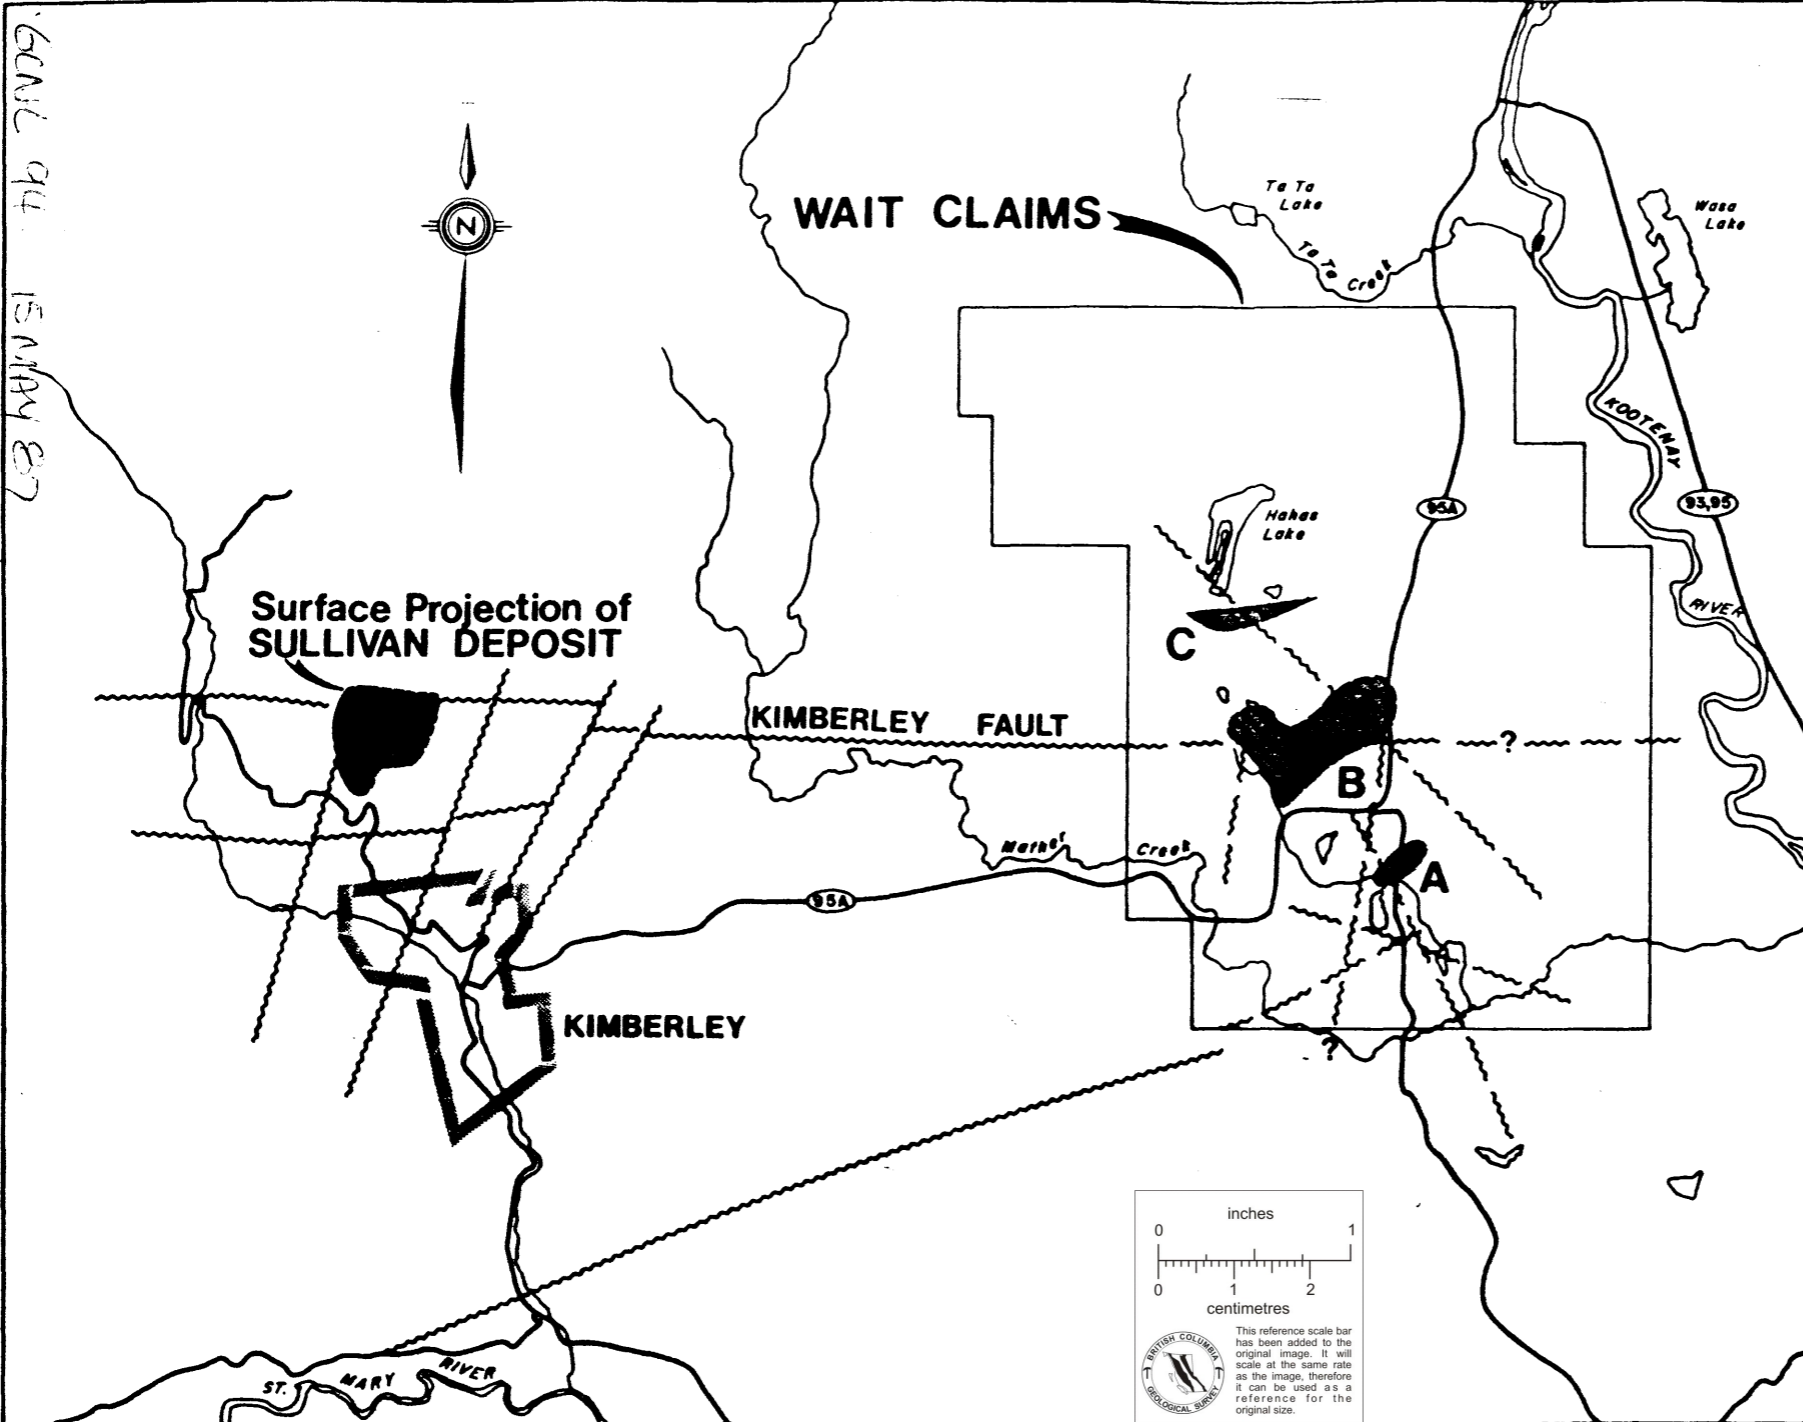 GCNL 94 15 MAY 87
N
WAIT CLAIMS
Ta Ta
Lake
Ta Ta Creek
Wasa
Lake
KOOTENAY
RIVER
95A
93,95
Hahas
Lake
Surface Projection of
SULLIVAN DEPOSIT
C
KIMBERLEY FAULT
?
B
Mather Creek
A
95A
KIMBERLEY
?
ST. MARY RIVER
inches
0 1
0 1 2
centimetres
BRITISH COLUMBIA
GEOLOGICAL SURVEY
This reference scale bar
has been added to the
original image. It will
scale at the same rate
as the image, therefore
it can be used as a
reference for the
original size.